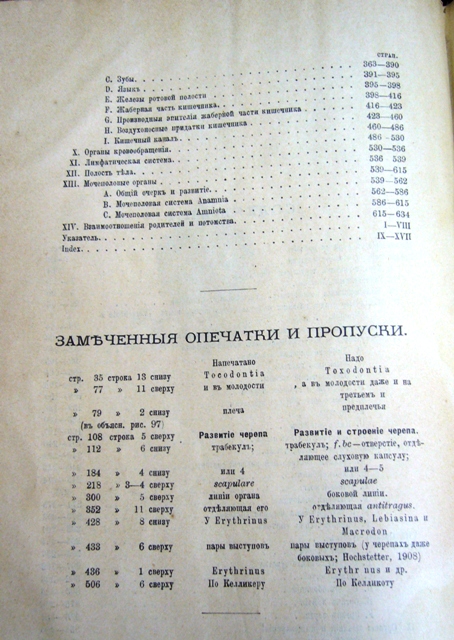 СТРАН.
C. Зубы. 363—390
D. Языкъ. 391—395
E. Железы ротовой полости 395—398
F. Жаберная часть кишечника. 398—416
G. Производныя эпителія жаберной части кишечника 416—423
H. Воздухоносные придатки кишечника 423—460
I. Кишечный каналъ. 460—486
X. Органы кровообращенія. 486—530
XI. Лимфатическая система. 530—536
XII. Полость тѣла. 536—539
XIII. Мочеполовые органы 539—615
A. Общій очеркъ и развитіе. 539—562
B. Мочеполовая система Anamnia 562—586
C. Мочеполовая система Amniota 586—615
XIV. Взаимоотношенія родителей и потомства. 615—634
Указатель. I—VIII
Index. IX—XVII
ЗАМѢЧЕННЫЯ ОПЕЧАТКИ И ПРОПУСКИ.
Напечатано Надо
стр. 35 строка 13 снизу Tocodontia Toxodontia
» 77 » 11 сверху и въ молодости , а въ молодости даже и на
третьемъ и
» 79 » 2 снизу плеча предплечья
(въ объясн. рис. 97)
стр. 108 строка 5 сверху Развитіе черепа Развитіе и строеніе черепа.
» 112 » 6 снизу трабекулъ; трабекулъ; f. bc—отверстіе, отдѣ-
ляющее слуховую капсулу;
» 184 » 4 снизу или 4 или 4—5
» 218 » 3—4 сверху scapulare scapulae
» 300 » 5 сверху линіи органа боковой линіи.
» 352 » 11 сверху отдѣляющая его отдѣляющая antitragus.
» 428 » 8 снизу У Erythrinus У Erythrinus, Lebiasina и
Macrodon
» 433 » 6 сверху пары выступовъ пары выступовъ (у черепахъ даже
боковыхъ; Hochstetter, 1908)
» 436 » 1 сверху Erythrinus Erythr nus и др.
» 506 » 6 сверху По Келликеру По Келликоту